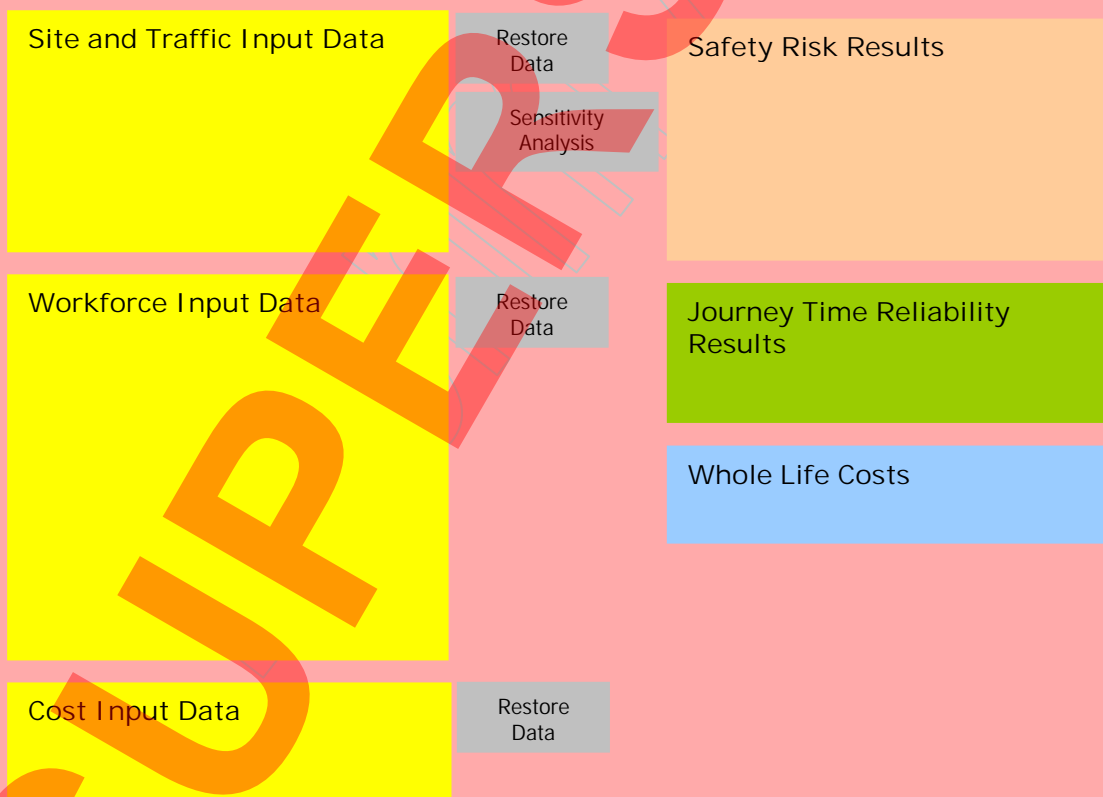 Site and Traffic Input Data
Restore
Data
Sensitivity
Analysis
Safety Risk Results
Workforce Input Data
Restore
Data
Journey Time Reliability
Results
Whole Life Costs
Cost Input Data
Restore
Data
SUPERS